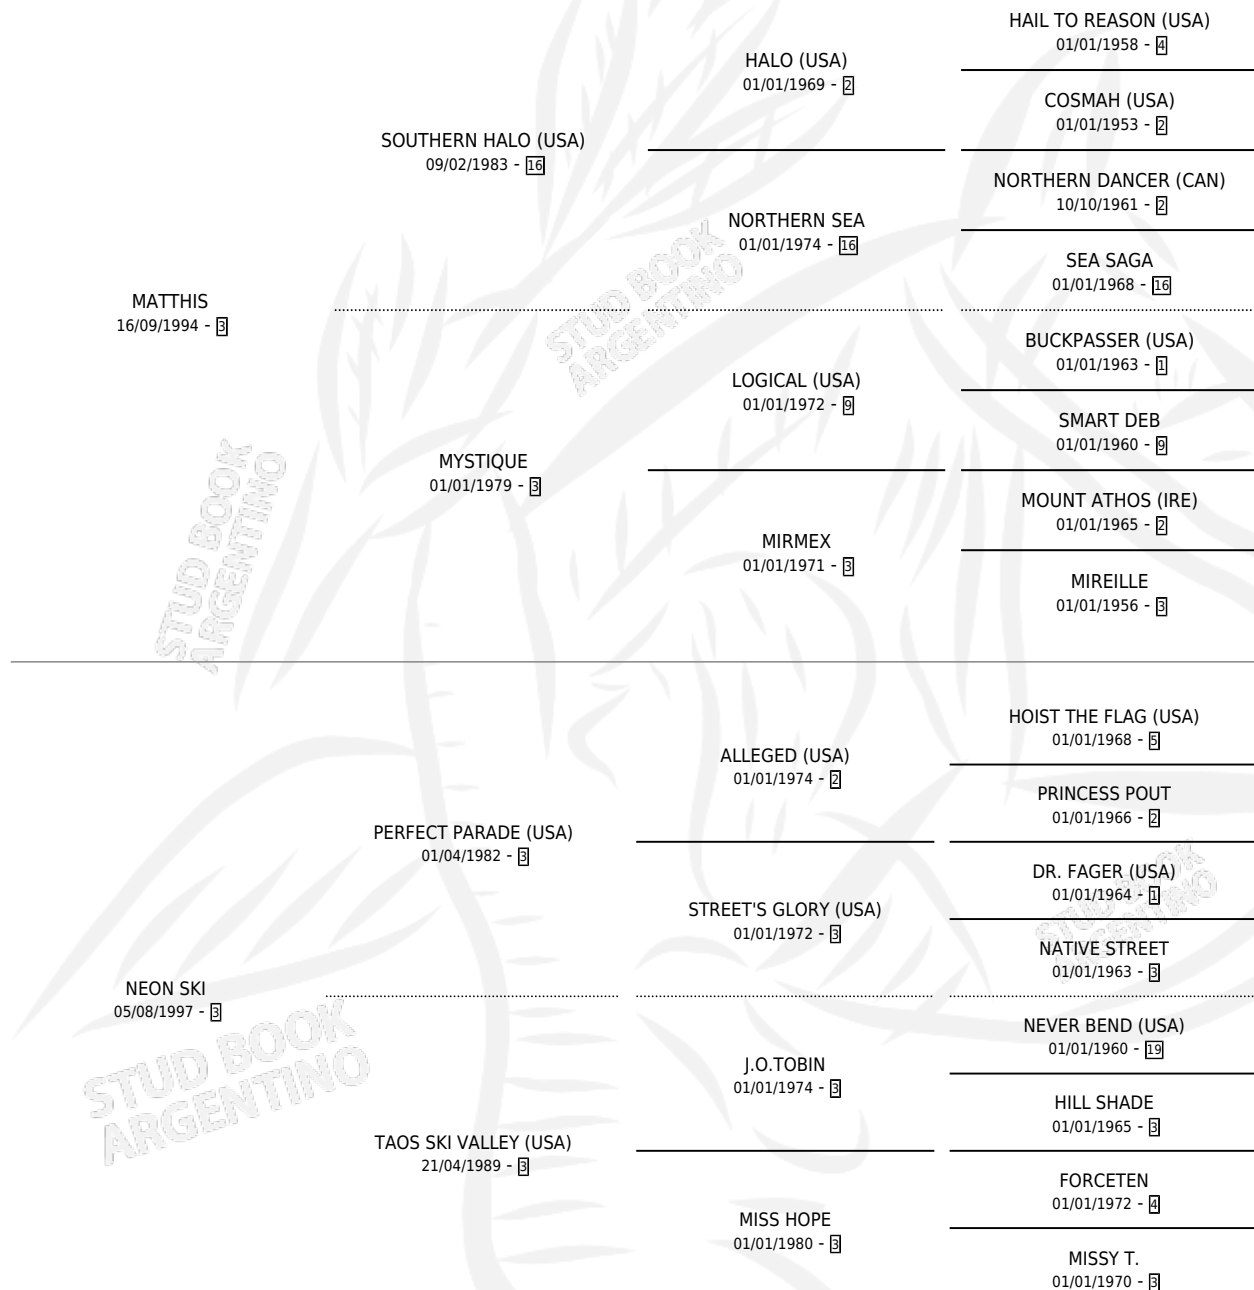 HAIL TO REASON (USA)
01/01/1958 - 4
HALO (USA)
01/01/1969 - 2
COSMAH (USA)
01/01/1953 - 2
SOUTHERN HALO (USA)
09/02/1983 - 16
NORTHERN DANCER (CAN)
10/10/1961 - 2
NORTHERN SEA
01/01/1974 - 16
SEA SAGA
01/01/1968 - 16
MATTHIS
16/09/1994 - 3
BUCKPASSER (USA)
01/01/1963 - 1
LOGICAL (USA)
01/01/1972 - 9
SMART DEB
01/01/1960 - 9
MYSTIQUE
01/01/1979 - 3
MOUNT ATHOS (IRE)
01/01/1965 - 2
MIRMEX
01/01/1971 - 3
MIREILLE
01/01/1956 - 3
HOIST THE FLAG (USA)
01/01/1968 - 5
ALLEGED (USA)
01/01/1974 - 2
PRINCESS POUT
01/01/1966 - 2
PERFECT PARADE (USA)
01/04/1982 - 3
DR. FAGER (USA)
01/01/1964 - 1
STREET'S GLORY (USA)
01/01/1972 - 3
NATIVE STREET
01/01/1963 - 3
NEON SKI
05/08/1997 - 3
NEVER BEND (USA)
01/01/1960 - 19
J.O.TOBIN
01/01/1974 - 3
HILL SHADE
01/01/1965 - 3
TAOS SKI VALLEY (USA)
21/04/1989 - 3
FORCETEN
01/01/1972 - 4
MISS HOPE
01/01/1980 - 3
MISSY T.
01/01/1970 - 3
STUD BOOK
ARGENTINO
STUD BOOK
ARGENTINO
STUD BOOK
ARGENTINO
STUD BOOK
ARGENTINO